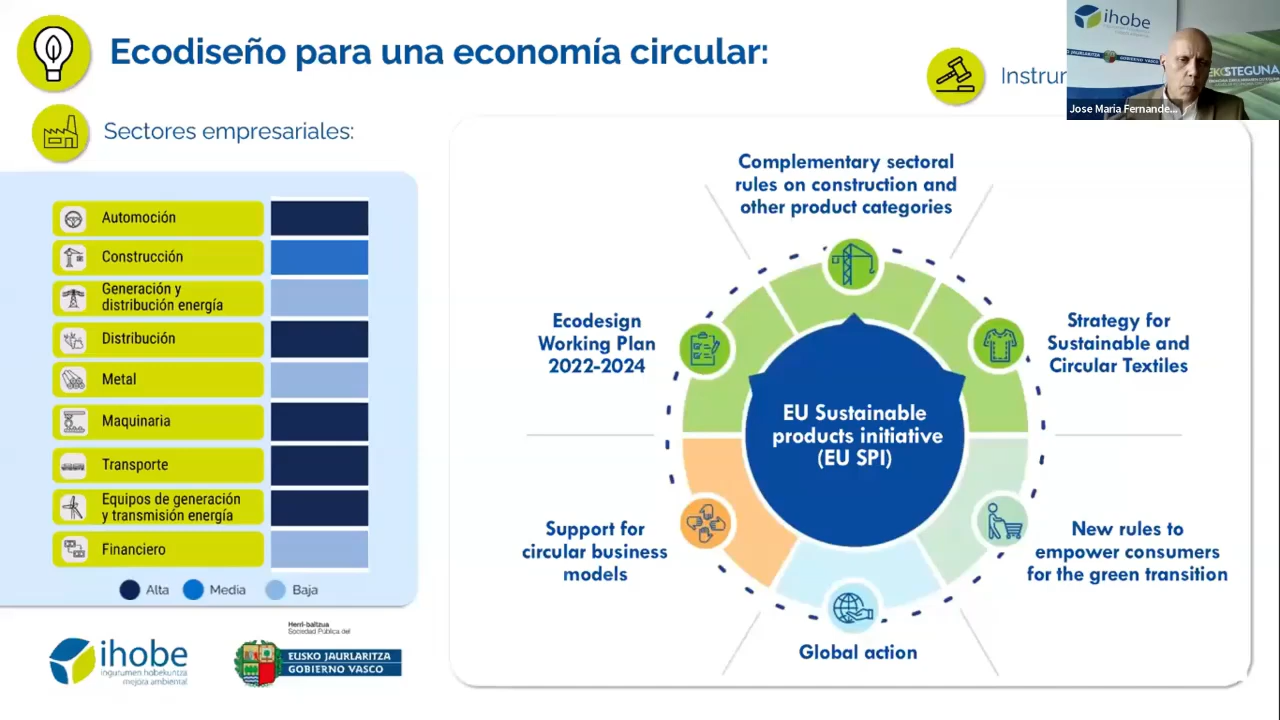 Ecodiseño para una economía circular:
Sectores empresariales:
Automoción
Construcción
Generación y
distribución energía
Distribución
Metal
Maquinaria
Transporte
Equipos de generación
y transmisión energía
Financiero
Alta
Media
Baja
ihobe
ingurumen hobekuntza
mejora ambiental
Herri-baltzua
Sociedad Pública del
EUSKO JAURLARITZA
GOBIERNO VASCO
Complementary sectoral
rules on construction and
other product categories
Ecodesign
Working Plan
2022-2024
Strategy for
Sustainable and
Circular Textiles
EU Sustainable
products initiative
(EU SPI)
Support for
circular business
models
New rules to
empower consumers
for the green transition
Global action
ihobe
GOBIERNO VASCO
EKOSTEGUNA
Jose Maria Fernande...